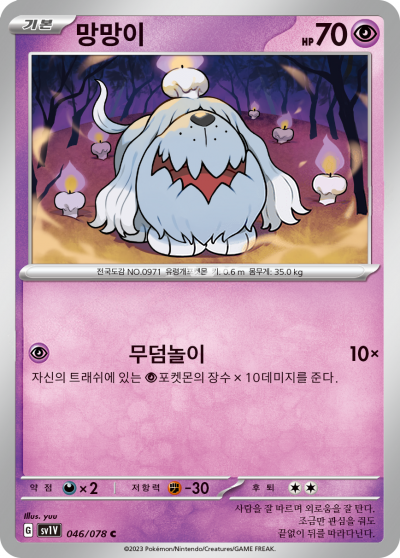 기본 망망이 HP 70
전국도감 NO.0971 유령개포켓몬 키: 0.6 m 몸무게: 35.0 kg
무덤놀이 10×
자신의 트래쉬에 있는 포켓몬의 장수 × 10데미지를 준다.
약점 ×2 저항력 -30 후퇴
Illus. yuu
G sv1V 046/078 C
사람을 잘 따르며 외로움을 잘 탄다.
조금만 관심을 줘도
끝없이 뒤를 따라다닌다.
©2023 Pokémon/Nintendo/Creatures/GAME FREAK.